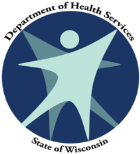 Department of Health Services
State of Wisconsin